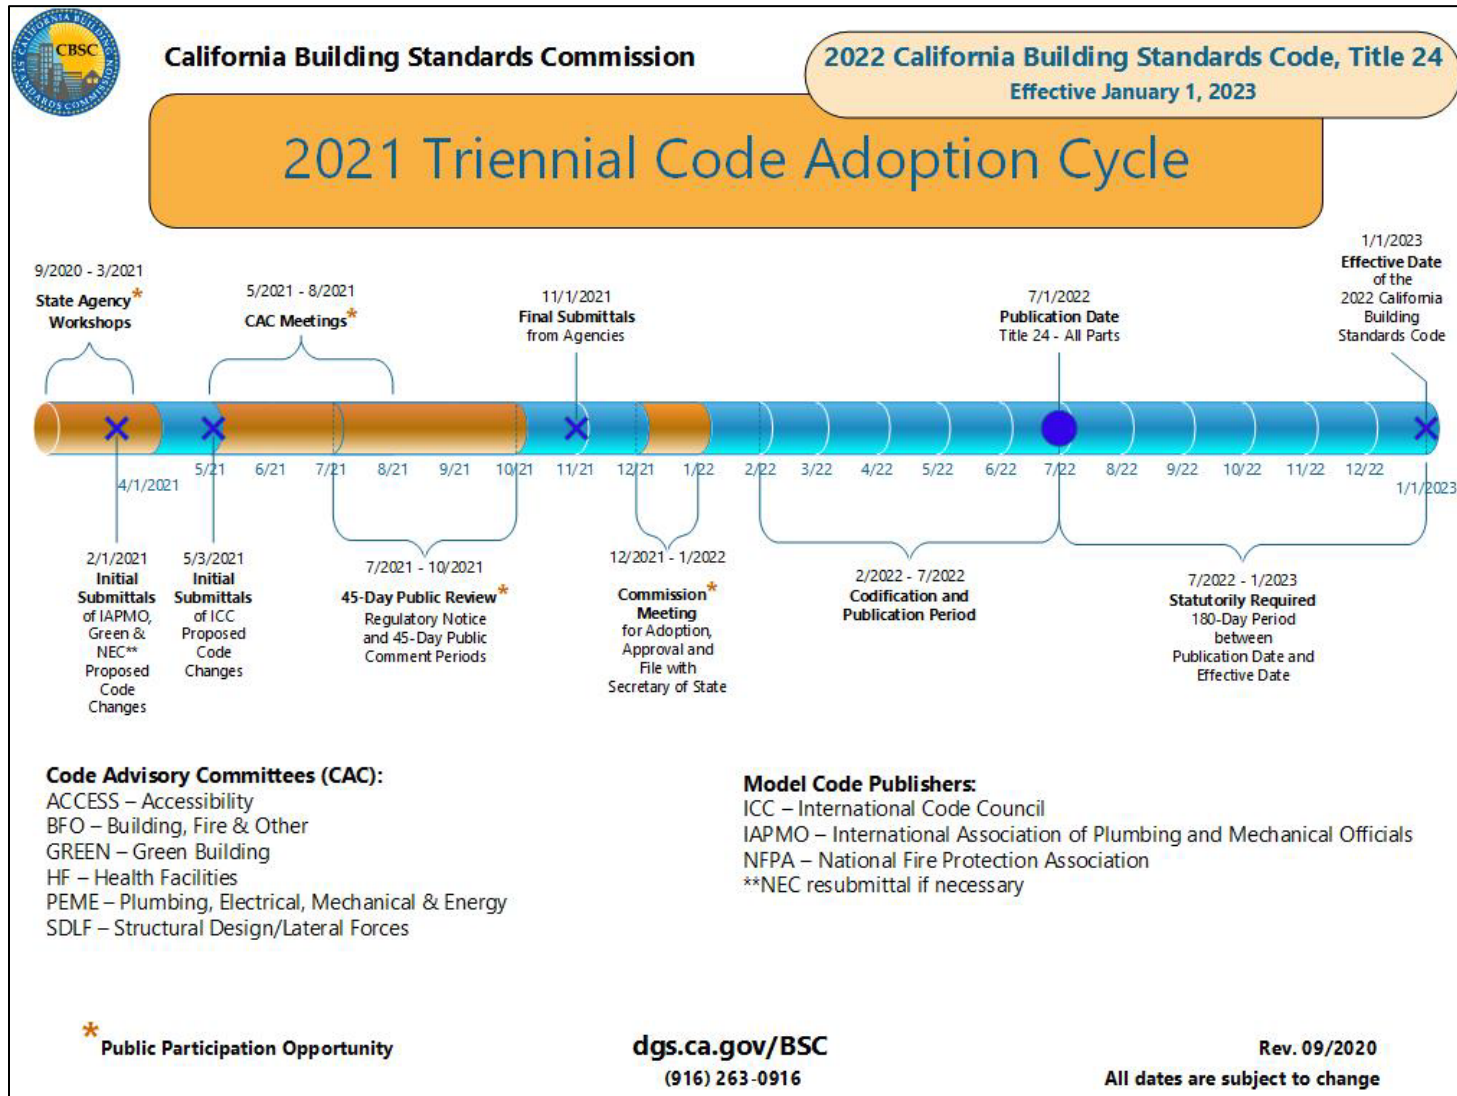 CALIFORNIA BUILDING STANDARDS COMMISSION
CBSC
California Building Standards Commission
2022 California Building Standards Code, Title 24
Effective January 1, 2023
2021 Triennial Code Adoption Cycle
9/2020 - 3/2021
State Agency*
Workshops
5/2021 - 8/2021
CAC Meetings*
11/1/2021
Final Submittals
from Agencies
7/1/2022
Publication Date
Title 24 - All Parts
1/1/2023
Effective Date
of the
2022 California
Building
Standards Code
4/1/2021
5/21
6/21
7/21
8/21
9/21
10/21
11/21
12/21
1/22
2/22
3/22
4/22
5/22
6/22
7/22
8/22
9/22
10/22
11/22
12/22
1/1/2023
2/1/2021
Initial
Submittals
of IAPMO,
Green &
NEC**
Proposed
Code
Changes
5/3/2021
Initial
Submittals
of ICC
Proposed
Code
Changes
7/2021 - 10/2021
45-Day Public Review*
Regulatory Notice
and 45-Day Public
Comment Periods
12/2021 - 1/2022
Commission*
Meeting
for Adoption,
Approval and
File with
Secretary of State
2/2022 - 7/2022
Codification and
Publication Period
7/2022 - 1/2023
Statutorily Required
180-Day Period
between
Publication Date and
Effective Date
Code Advisory Committees (CAC):
ACCESS – Accessibility
BFO – Building, Fire & Other
GREEN – Green Building
HF – Health Facilities
PEME – Plumbing, Electrical, Mechanical & Energy
SDLF – Structural Design/Lateral Forces
Model Code Publishers:
ICC – International Code Council
IAPMO – International Association of Plumbing and Mechanical Officials
NFPA – National Fire Protection Association
**NEC resubmittal if necessary
*Public Participation Opportunity
dgs.ca.gov/BSC
(916) 263-0916
Rev. 09/2020
All dates are subject to change